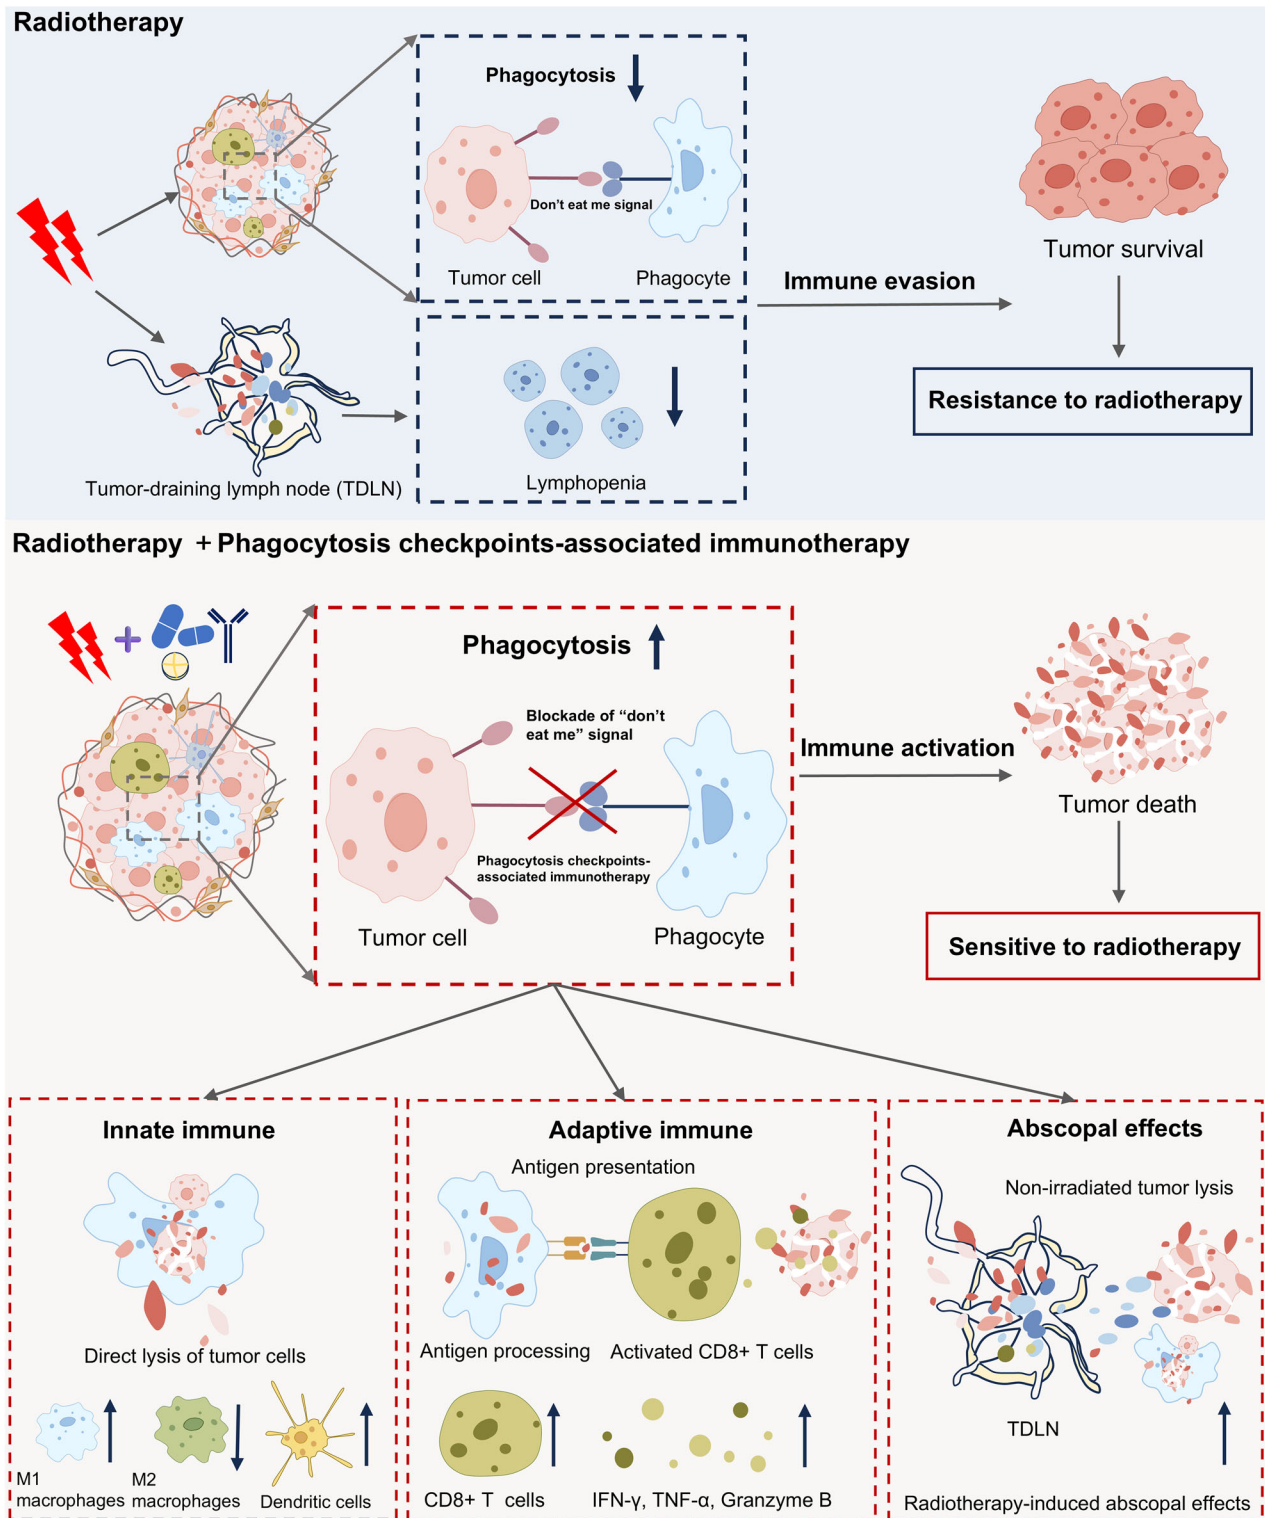 Radiotherapy
Phagocytosis
Don't eat me signal
Tumor cell
Phagocyte
Immune evasion
Tumor survival
Resistance to radiotherapy
Tumor-draining lymph node (TDLN)
Lymphopenia
Radiotherapy + Phagocytosis checkpoints-associated immunotherapy
Phagocytosis
Blockade of “don't
eat me” signal
Phagocytosis checkpoints-
associated immunotherapy
Tumor cell
Phagocyte
Immune activation
Tumor death
Sensitive to radiotherapy
Innate immune
Direct lysis of tumor cells
M1
macrophages
M2
macrophages
Dendritic cells
Adaptive immune
Antigen presentation
Antigen processing
Activated CD8+ T cells
CD8+ T cells
IFN-γ, TNF-α, Granzyme B
Abscopal effects
Non-irradiated tumor lysis
TDLN
Radiotherapy-induced abscopal effects